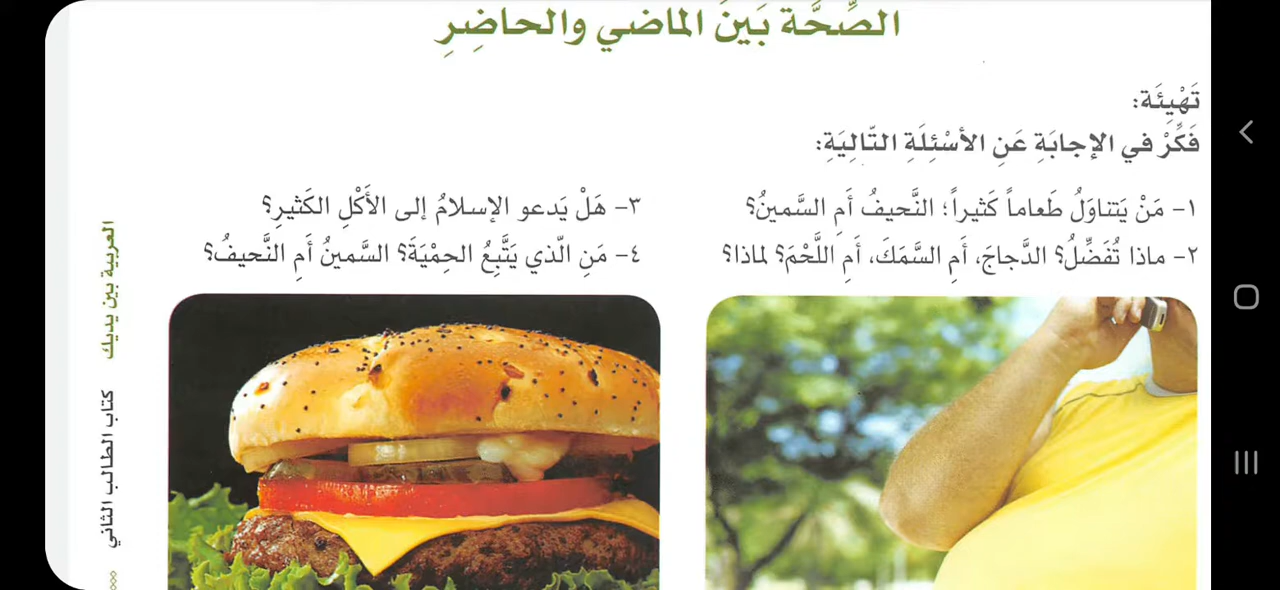 الصِّحَّة بَينَ الماضي والحاضِرِ
تَهْيِئَة:
فَكِّرْ في الإجابَةِ عَنِ الأسْئِلَةِ التّالِيَةِ:
١- مَنْ يَتناوَلُ طَعاماً كَثيراً؛ النَّحيفُ أَمِ السَّمينُ؟
٢- ماذا تُفَضِّلُ؟ الدَّجاجَ، أَمِ السَّمَكَ، أَمِ اللَّحْمَ؟ لماذا؟
٣- هَلْ يَدعو الإسلامُ إلى الأَكْلِ الكَثيرِ؟
٤- مَنِ الّذي يَتَّبِعُ الحِمْيَةَ؟ السَّمينُ أَمِ النَّحيفُ؟
العربية بين يديك
كتاب الطالب الثاني